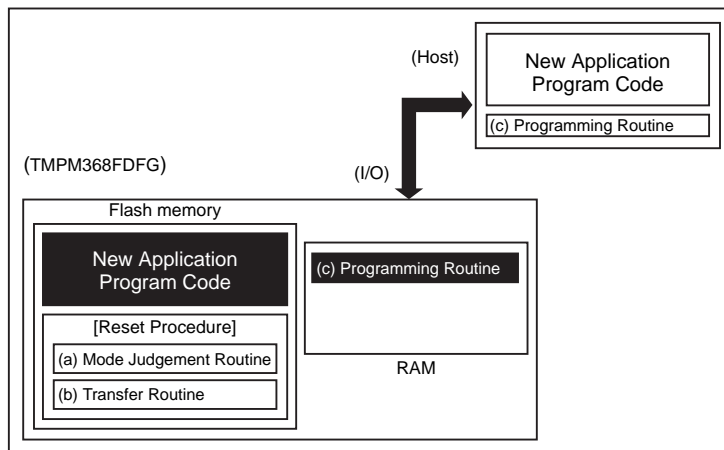 (Host)
New Application
Program Code
(c) Programming Routine
(TMPM368FDFG)
(I/O)
Flash memory
New Application
Program Code
[Reset Procedure]
(a) Mode Judgement Routine
(b) Transfer Routine
(c) Programming Routine
RAM